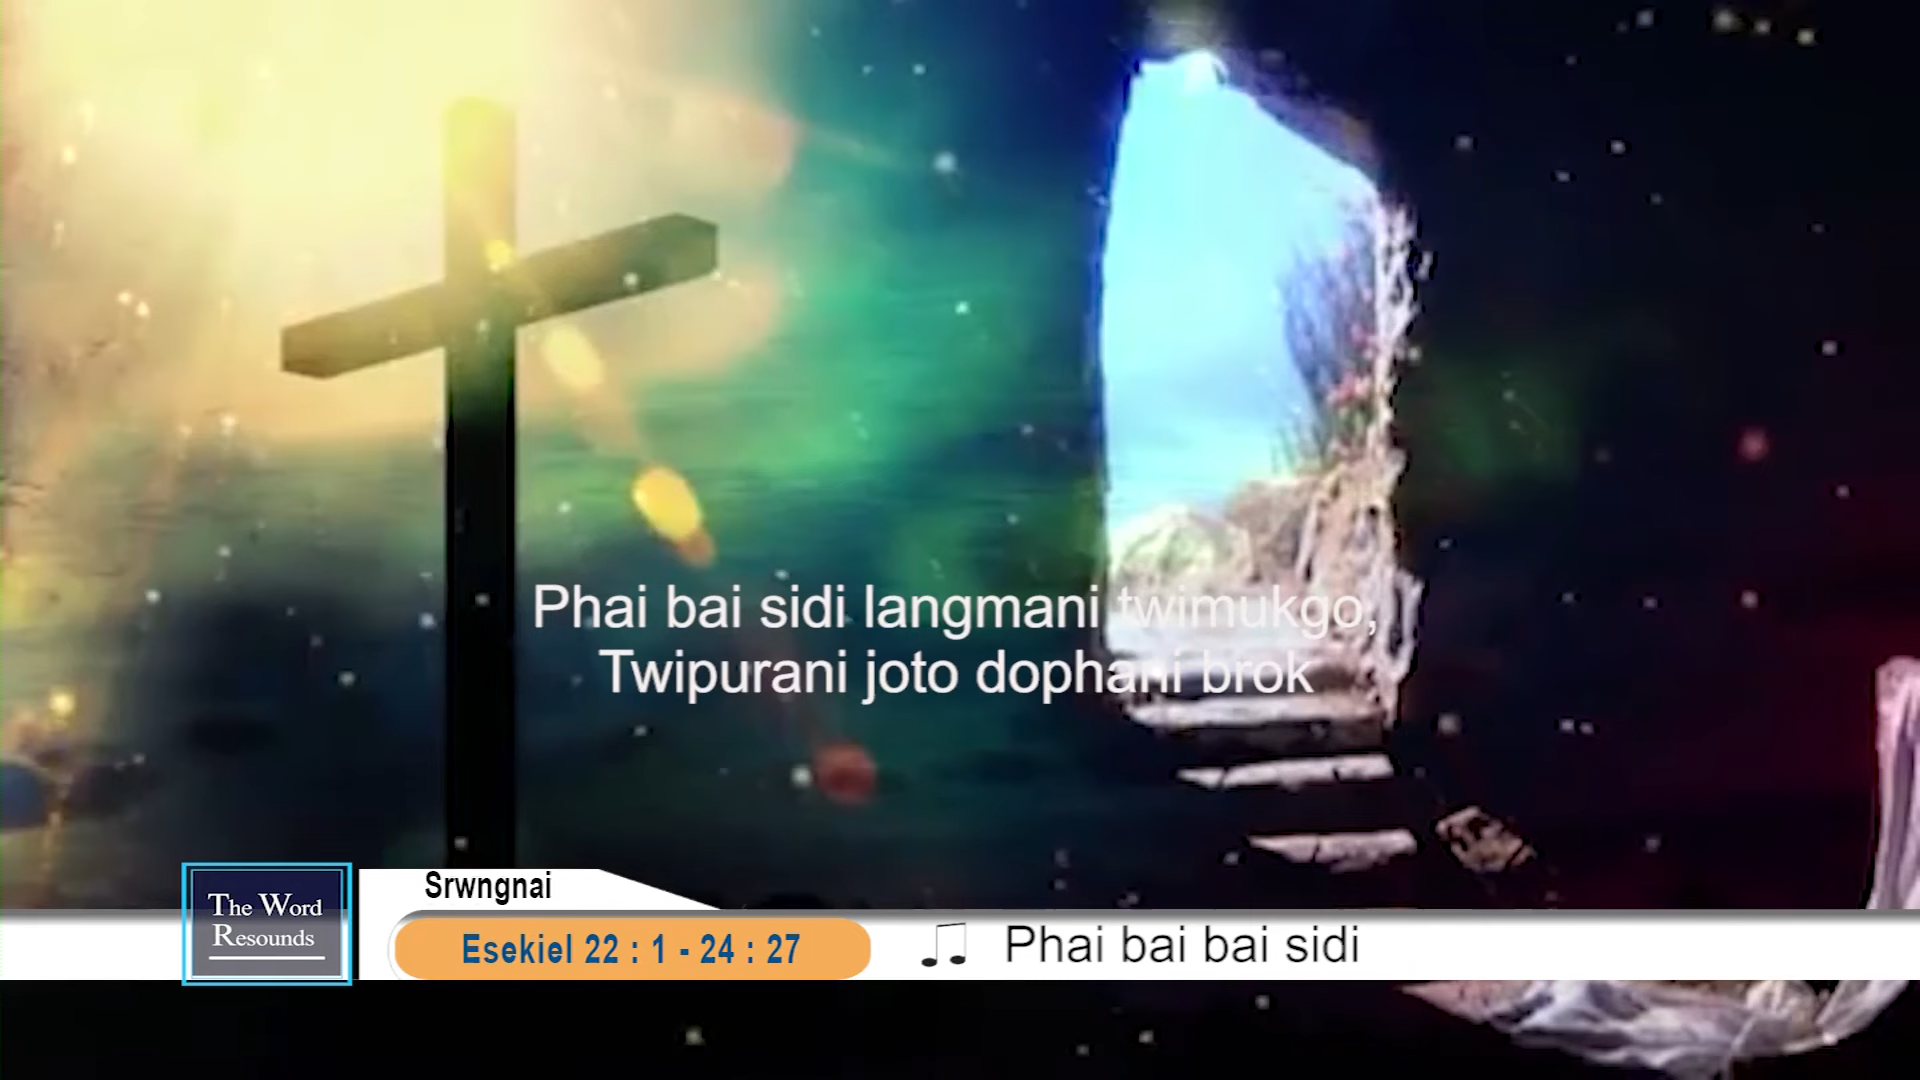 Phai bai sidi langmani twimukgo,
Twipurani joto dophani brok
Srwngnai
The Word
Resounds
Esekiel 22 : 1 - 24 : 27
Phai bai bai sidi